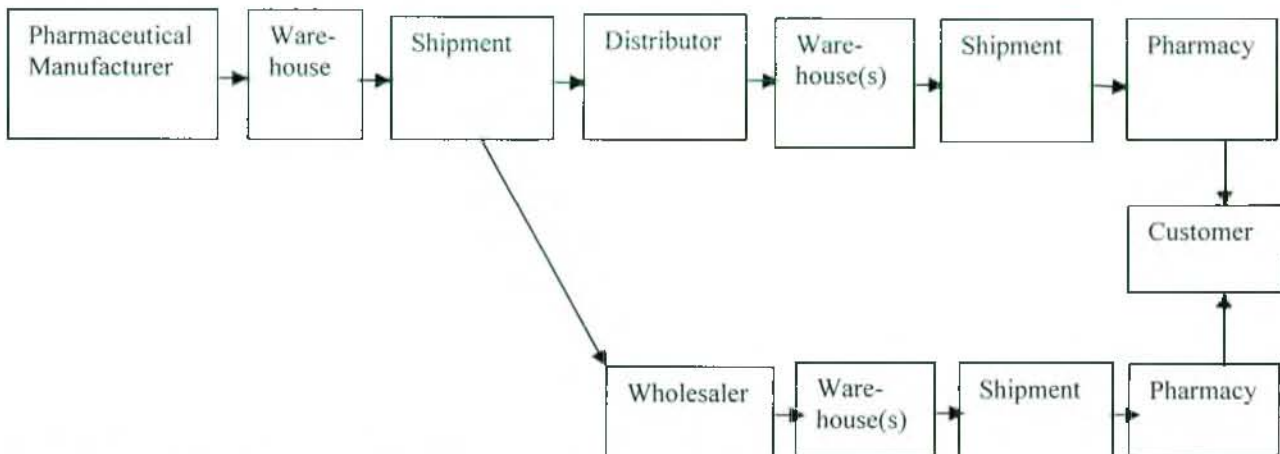 Pharmaceutical
Manufacturer
Ware-
house
Shipment
Distributor
Ware-
house(s)
Shipment
Pharmacy
Customer
Wholesaler
Ware-
house(s)
Shipment
Pharmacy